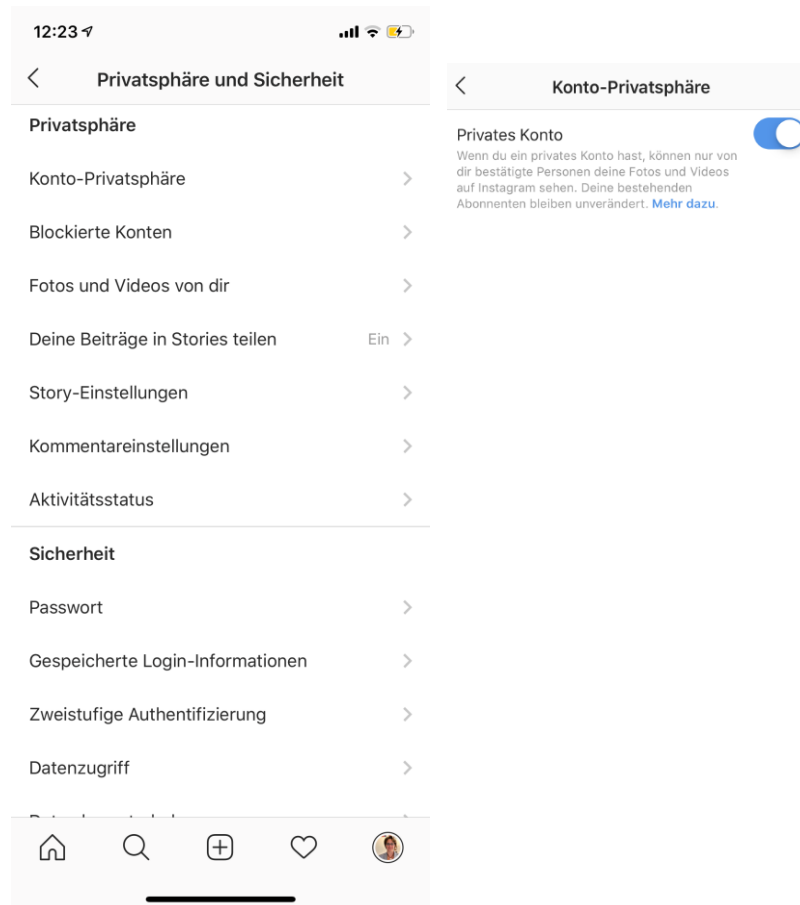 12:23
Privatsphäre und Sicherheit
Privatsphäre
Konto-Privatsphäre
Blockierte Konten
Fotos und Videos von dir
Deine Beiträge in Stories teilen Ein
Story-Einstellungen
Kommentareinstellungen
Aktivitätsstatus
Sicherheit
Passwort
Gespeicherte Login-Informationen
Zweistufige Authentifizierung
Datenzugriff
Konto-Privatsphäre
Privates Konto
Wenn du ein privates Konto hast, können nur von
dir bestätigte Personen deine Fotos und Videos
auf Instagram sehen. Deine bestehenden
Abonnenten bleiben unverändert. Mehr dazu.